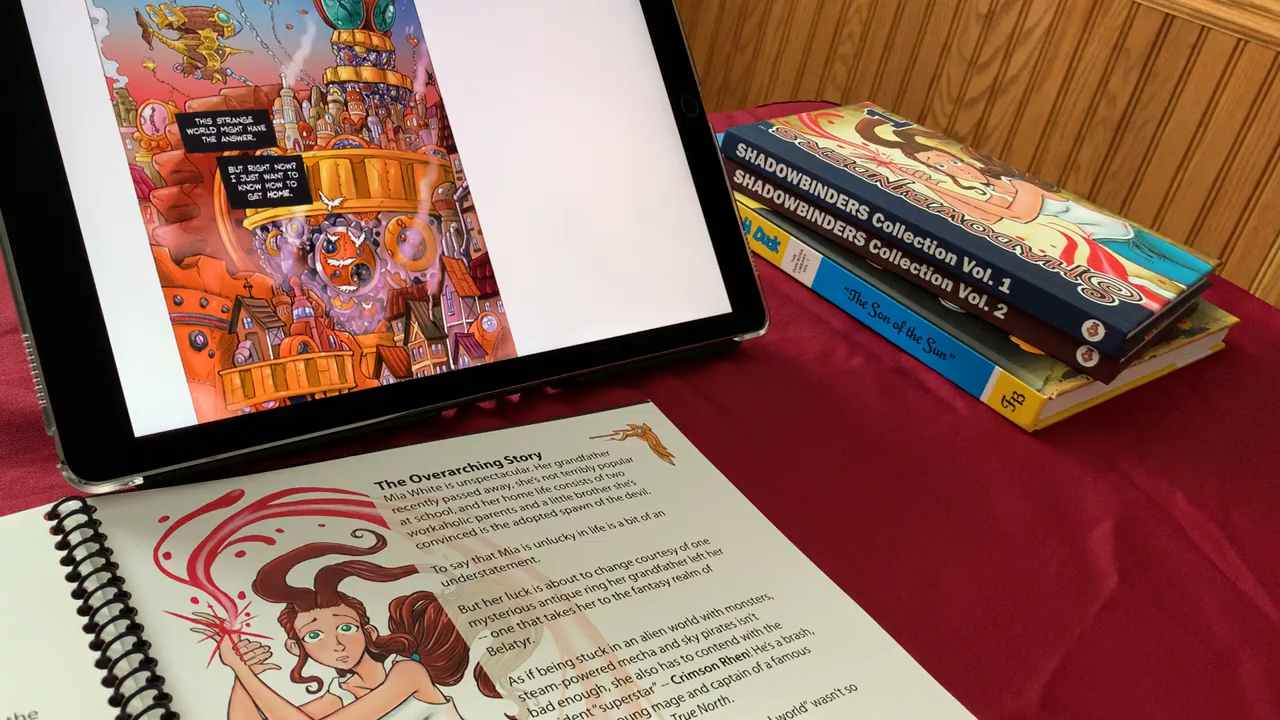 THIS STRANGE
WORLD MIGHT HAVE
THE ANSWER.
BUT RIGHT NOW?
I JUST WANT TO
KNOW HOW TO
GET HOME.
SHADOWBINDERS
SHADOWBINDERS Collection Vol. 1
SHADOWBINDERS Collection Vol. 2
Duck
"The Son of the Sun"
The Overarching Story
Mia White is unspectacular. Her grandfather
recently passed away, she's not terribly popular
at school, and her home life consists of two
workaholic parents and a little brother she's
convinced is the adopted spawn of the devil.
To say that Mia is unlucky in life is a bit of an
understatement.
But her luck is about to change courtesy of one
mysterious antique ring her grandfather left her
– one that takes her to the fantasy realm of
Belatyr.
As if being stuck in an alien world with monsters,
steam-powered mecha and sky pirates isn't
bad enough, she also has to contend with the
dent "superstar" – Crimson Rhen! He's a brash,
ung mage and captain of a famous
True North.
world" wasn't so
the